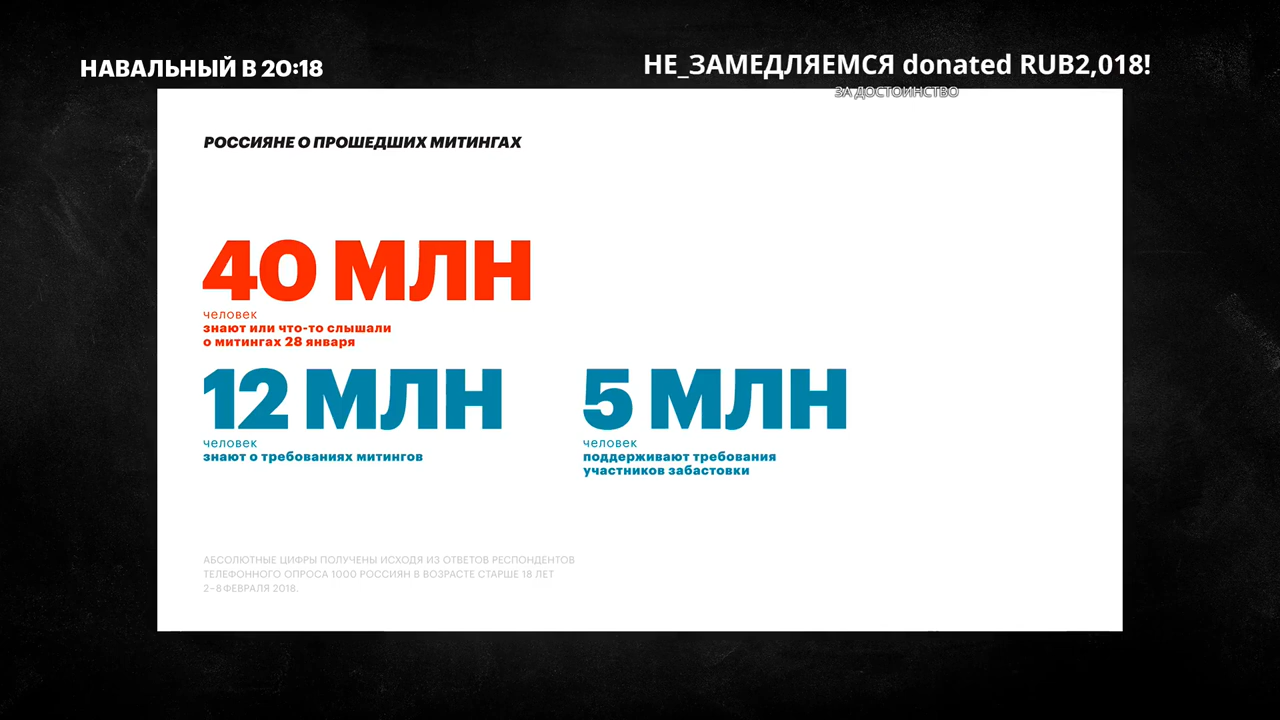 НАВАЛЬНЫЙ В 20:18
НЕ_ЗАМЕДЛЯЕМСЯ donated RUB2,018!
ЗА ДОСТОИНСТВО
РОССИЯНЕ О ПРОШЕДШИХ МИТИНГАХ
40 МЛН
человек
знают или что-то слышали
о митингах 28 января
12 МЛН
человек
знают о требованиях митингов
5 МЛН
человек
поддерживают требования
участников забастовки
АБСОЛЮТНЫЕ ЦИФРЫ ПОЛУЧЕНЫ ИСХОДЯ ИЗ ОТВЕТОВ РЕСПОНДЕНТОВ
ТЕЛЕФОННОГО ОПРОСА 1000 РОССИЯН В ВОЗРАСТЕ СТАРШЕ 18 ЛЕТ
2–8 ФЕВРАЛЯ 2018.